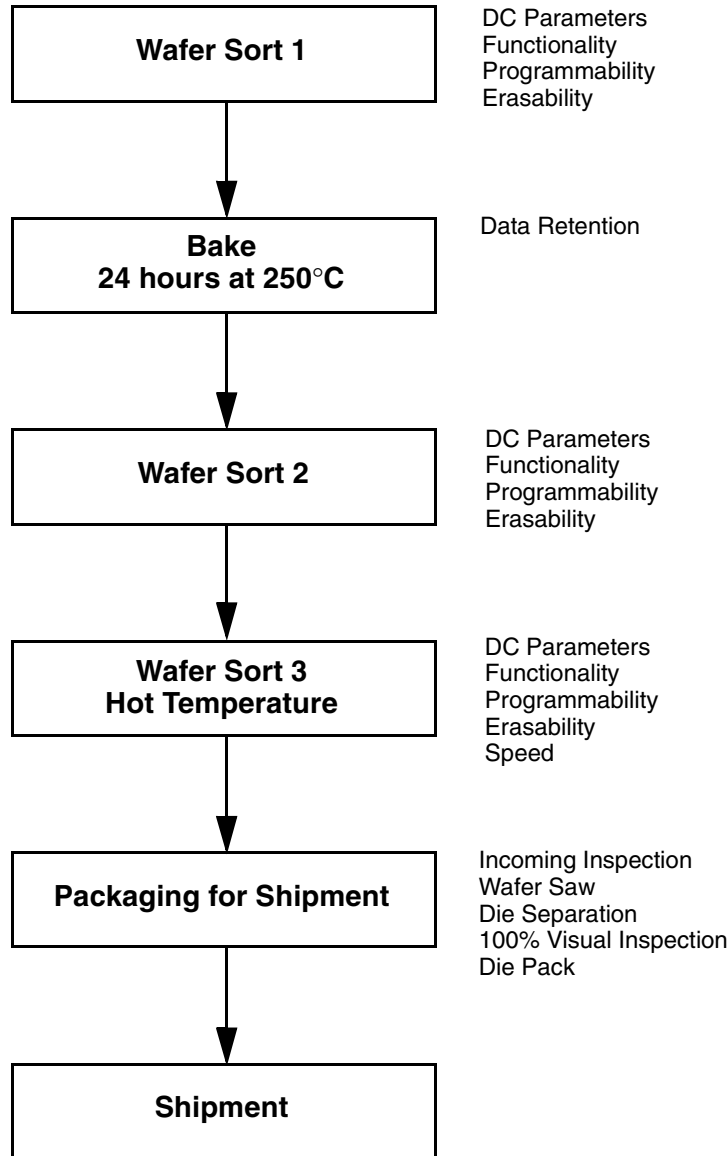 Wafer Sort 1
DC Parameters
Functionality
Programmability
Erasability
Bake
24 hours at 250°C
Data Retention
Wafer Sort 2
DC Parameters
Functionality
Programmability
Erasability
Wafer Sort 3
Hot Temperature
DC Parameters
Functionality
Programmability
Erasability
Speed
Packaging for Shipment
Incoming Inspection
Wafer Saw
Die Separation
100% Visual Inspection
Die Pack
Shipment